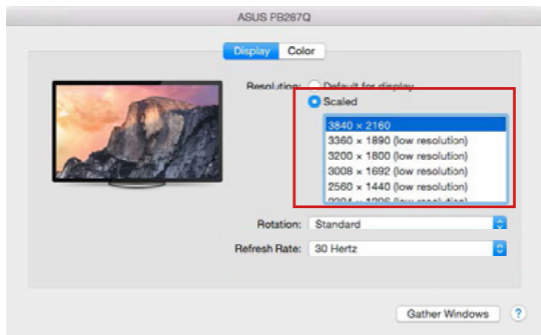 ASUS PB287Q
Display Color
Resolution: Default for display
Scaled
3840 × 2160
3360 × 1890 (low resolution)
3200 × 1800 (low resolution)
3008 × 1692 (low resolution)
2560 × 1440 (low resolution)
Rotation: Standard
Refresh Rate: 30 Hertz
Gather Windows ?